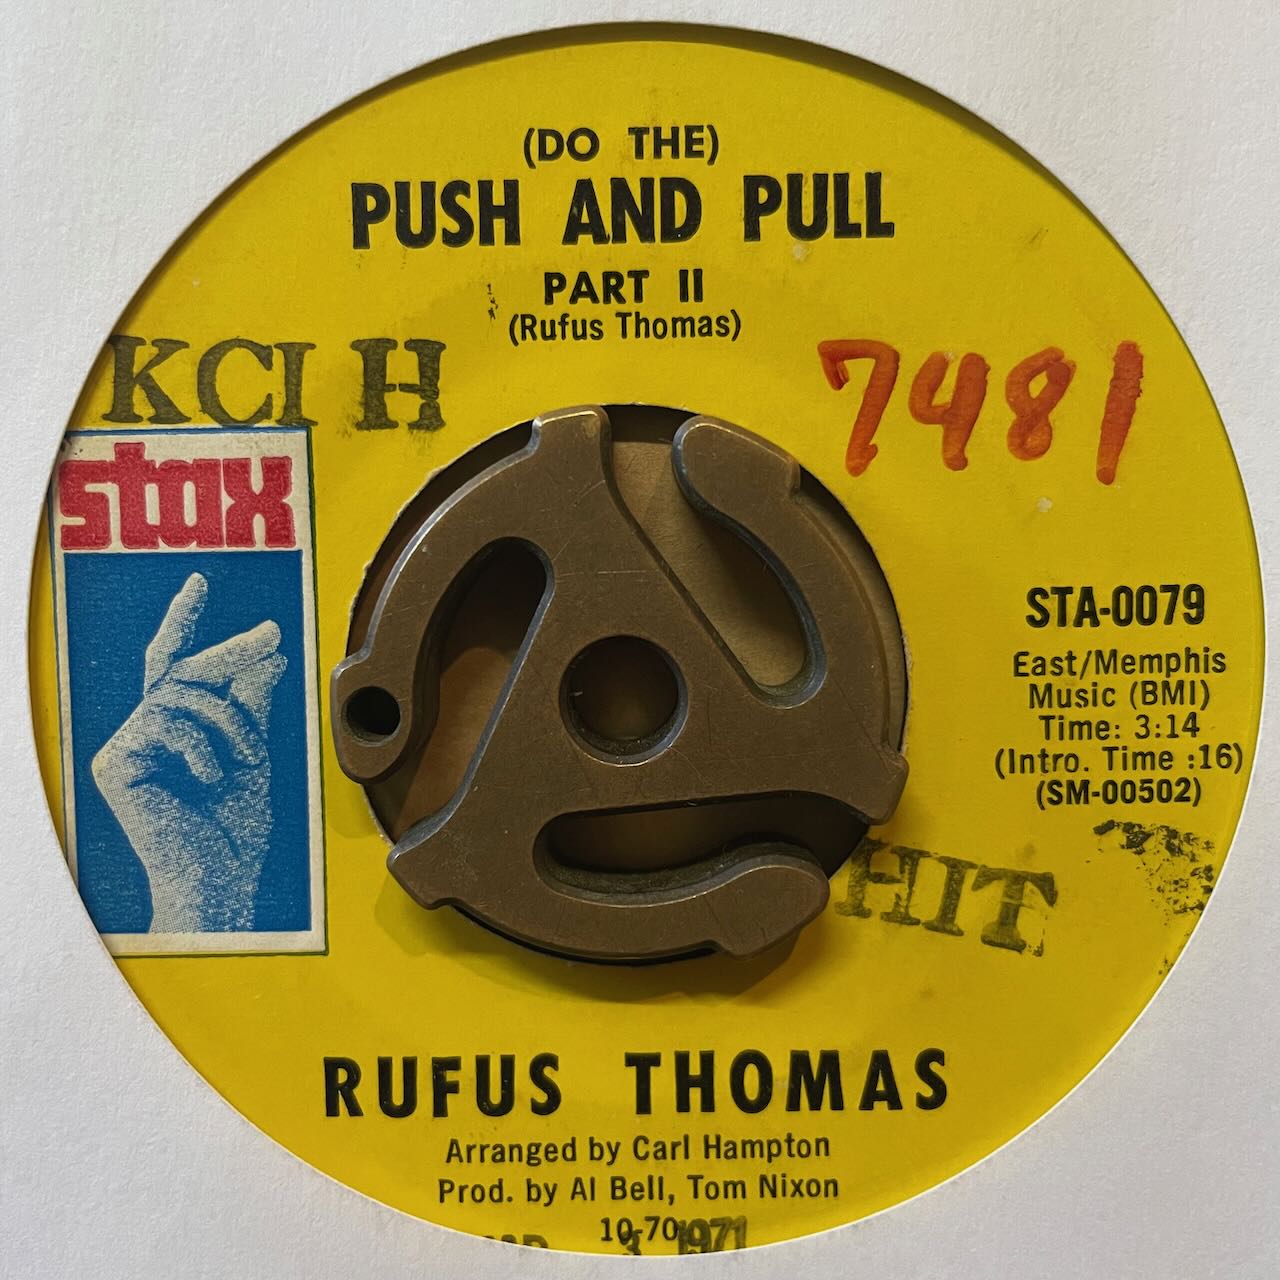 (DO THE)
PUSH AND PULL
PART II
(Rufus Thomas)
KCI H
7481
stax
STA-0079
East/Memphis
Music (BMI)
Time: 3:14
(Intro. Time :16)
(SM-00502)
HIT
RUFUS THOMAS
Arranged by Carl Hampton
Prod. by Al Bell, Tom Nixon
10-70
3 1971